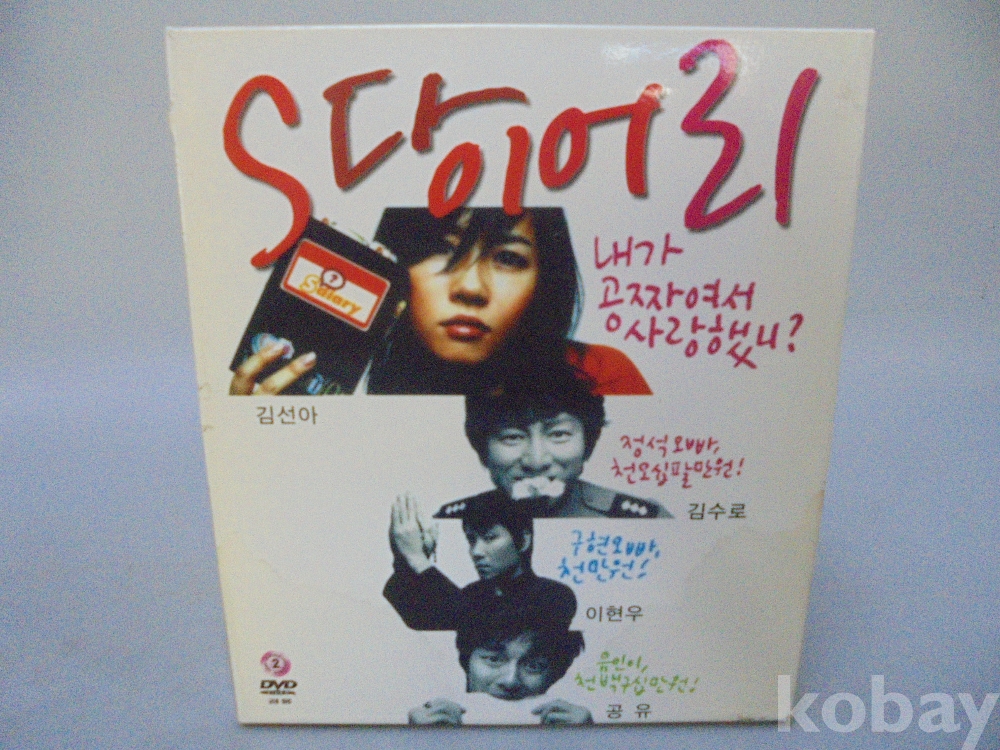 S다이어리
내가
공짜여서
사랑했니?
?
Salary
김선아
정석오빠,
천오십팔만원!
김수로
구현오빠,
천만원!
이현우
유인이,
천백구십만원!
공유
2
DVD
kobay